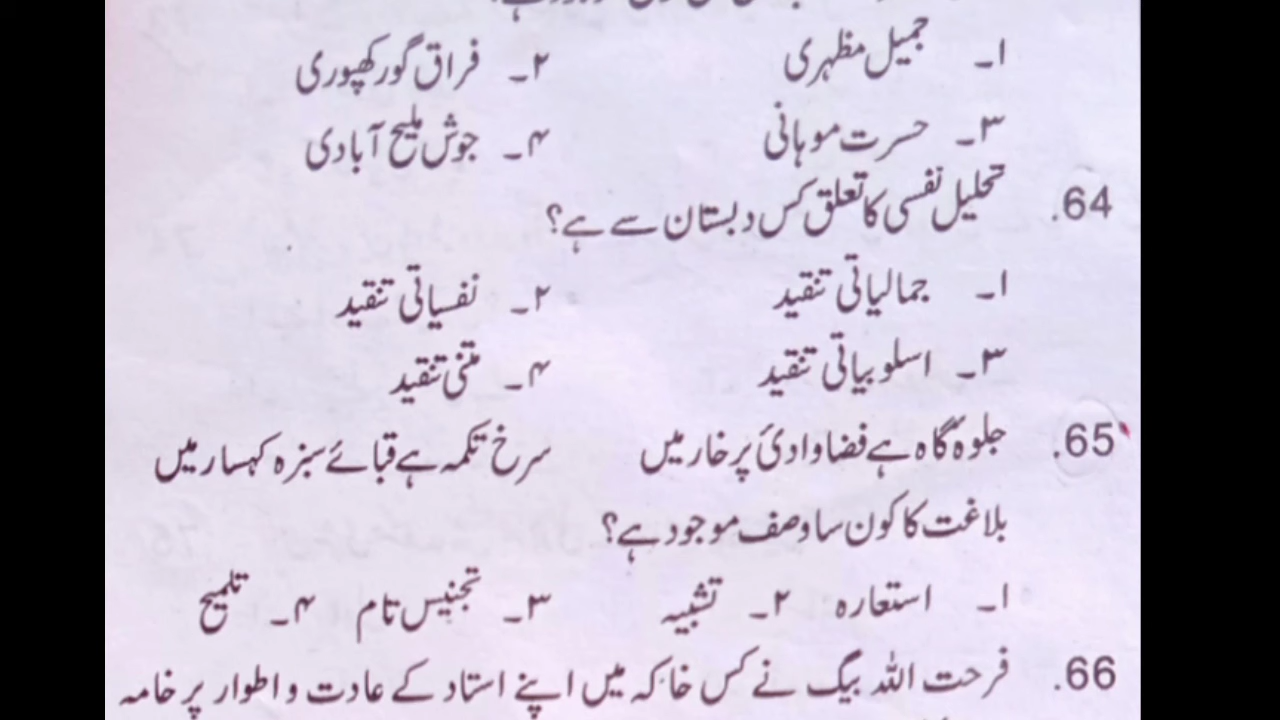 ۱۔ جمیل مظہری ۲۔ فراق گورکھپوری
۳۔ حسرت موہانی ۴۔ جوش ملیح آبادی
64. تحلیل نفسی کا تعلق کس دبستان سے ہے؟
۱۔ جمالیاتی تنقید ۲۔ نفسیاتی تنقید
۳۔ اسلوبیاتی تنقید ۴۔ متنی تنقید
65. جلوہ گاہ ہے فضا وادئ پرخار میں سرخ تکمہ ہے قبائے سبزہ کہسار میں
بلاغت کا کون سا وصف موجود ہے؟
۱۔ استعارہ ۲۔ تشبیہ ۳۔ تجنیس تام ۴۔ تلمیح
66. فرحت اللہ بیگ نے کس خاکہ میں اپنے استاد کے عادت و اطوار پر خامہ